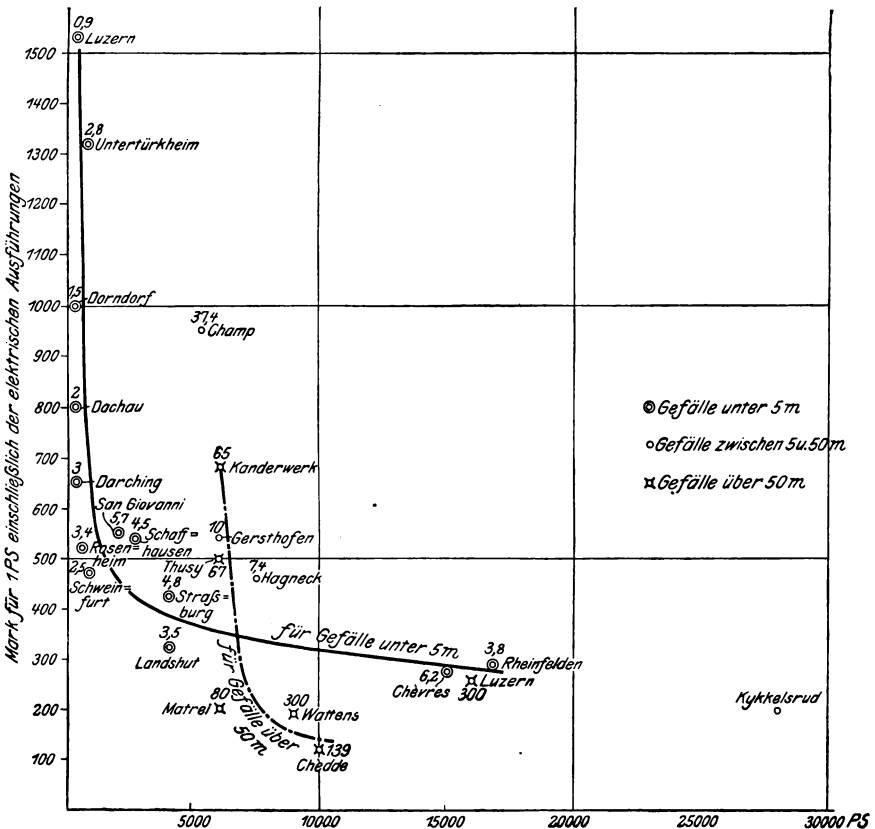 0,9
Luzern
1500
1400
2,8
Untertürkheim
1300
1200
1100
1,5
Dorndorf
1000
37,4
Champ
900
2
800
Dachau
Gefälle unter 5m
Gefälle zwischen 5u.50m
700
65
Kanderwerk
3
Darching
Gefälle über 50m
600
San Giovanni
5,7
4,5
Schaff=
hausen
10
Gersthofen
3,4
Rosen=
heim
500
Thusy
67
7,4
Hagneck
2,5
Schwein=
furt
4,8
Straß=
burg
400
3,5
Landshut
für Gefälle unter 5m
3,8
Rheinfelden
300
6,2
Chèvres
Luzern
300
für Gefälle über
50m
80
Matrel
300
Wattens
Kykkelsrud
200
139
Chedde
100
5000
10000
15000
20000
25000
30000 PS
Mark für 1PS einschließlich der elektrischen Ausführungen